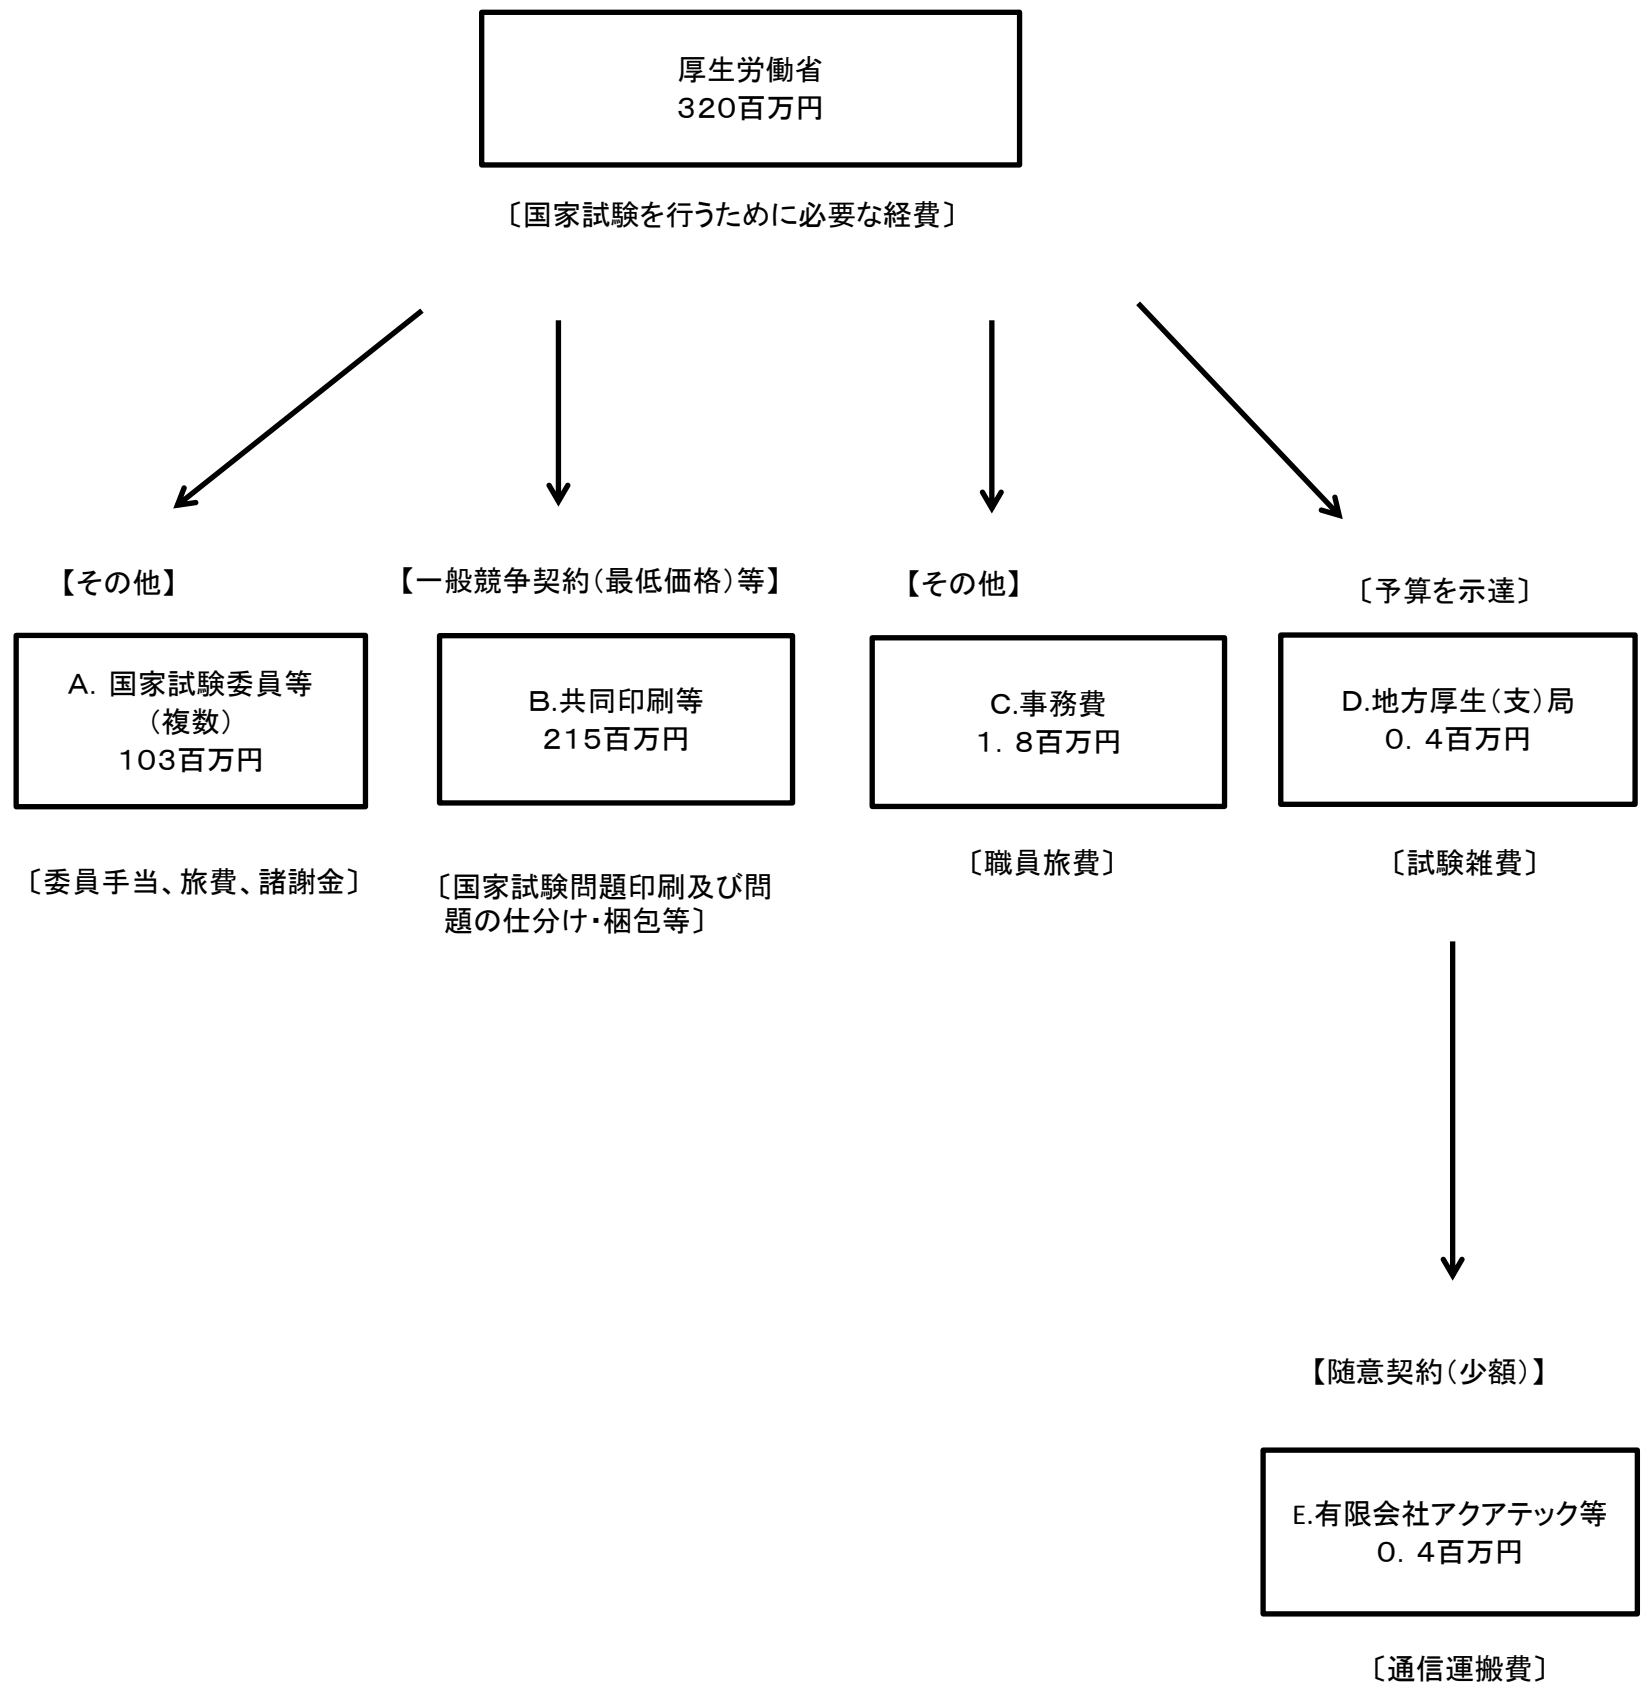 厚生労働省
320百万円
〔国家試験を行うために必要な経費〕
【その他】
【一般競争契約(最低価格)等】
【その他】
〔予算を示達〕
A．国家試験委員等
(複数)
103百万円
B.共同印刷等
215百万円
C.事務費
1．8百万円
D.地方厚生(支)局
0．4百万円
〔委員手当、旅費、諸謝金〕
〔国家試験問題印刷及び問
題の仕分け・梱包等〕
〔職員旅費〕
〔試験雑費〕
【随意契約(少額)】
E.有限会社アクアテック等
0．4百万円
〔通信運搬費〕